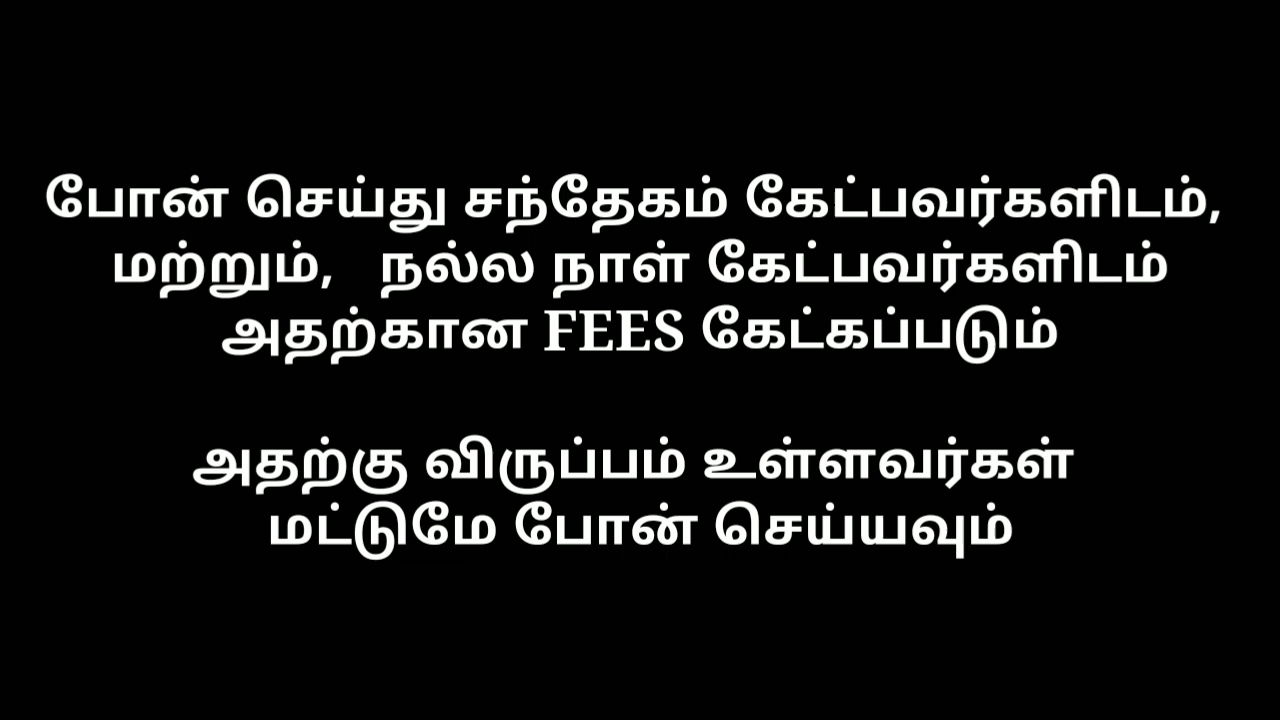 போன் செய்து சந்தேகம் கேட்பவர்களிடம்,
மற்றும், நல்ல நாள் கேட்பவர்களிடம்
அதற்கான FEES கேட்கப்படும்
அதற்கு விருப்பம் உள்ளவர்கள்
மட்டுமே போன் செய்யவும்